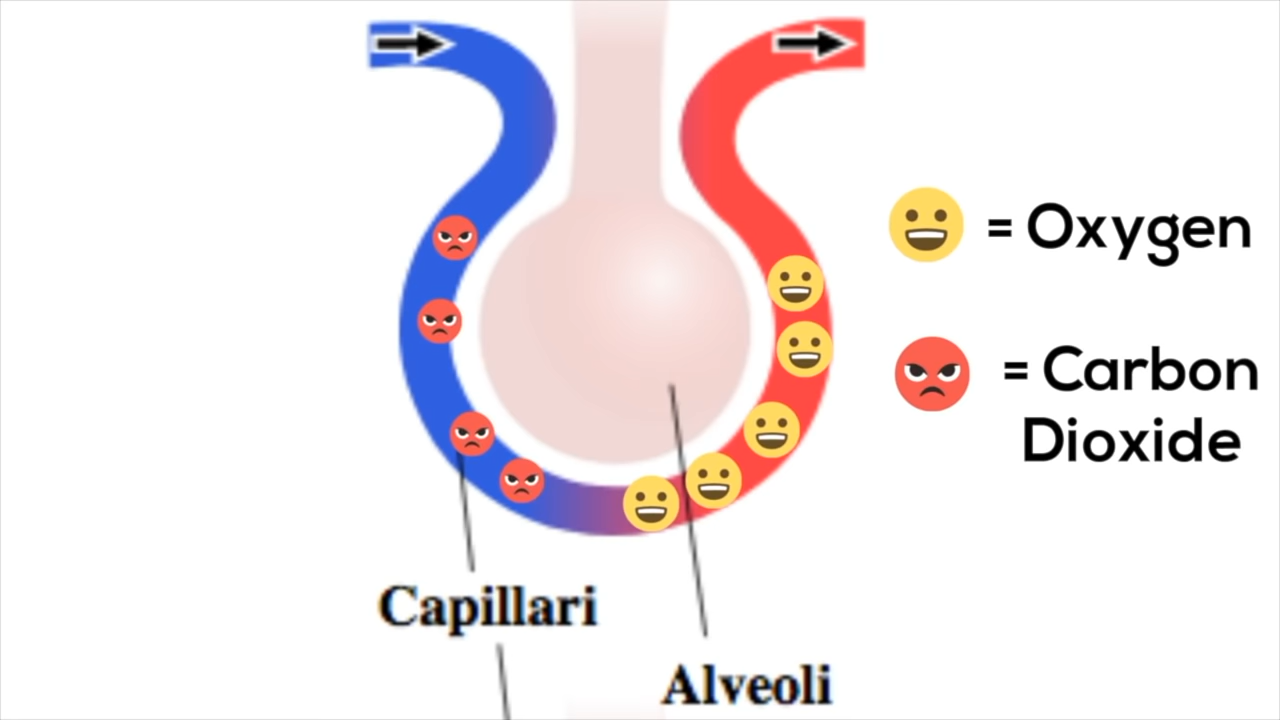 = Oxygen
= Carbon
Dioxide
Capillari
Alveoli